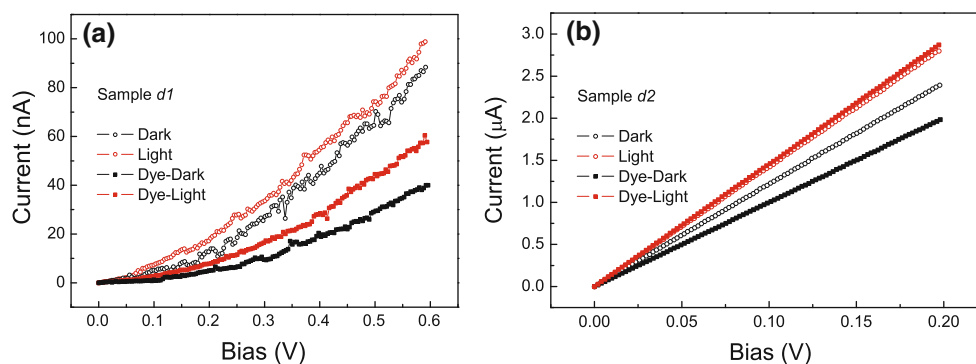 (a)
Sample d1
Dark
Light
Dye-Dark
Dye-Light
Current (nA)
100
80
60
40
20
0
0.0 0.1 0.2 0.3 0.4 0.5 0.6
Bias (V)
(b)
Sample d2
Dark
Light
Dye-Dark
Dye-Light
Current (μA)
3.0
2.5
2.0
1.5
1.0
0.5
0.0
0.00 0.05 0.10 0.15 0.20
Bias (V)